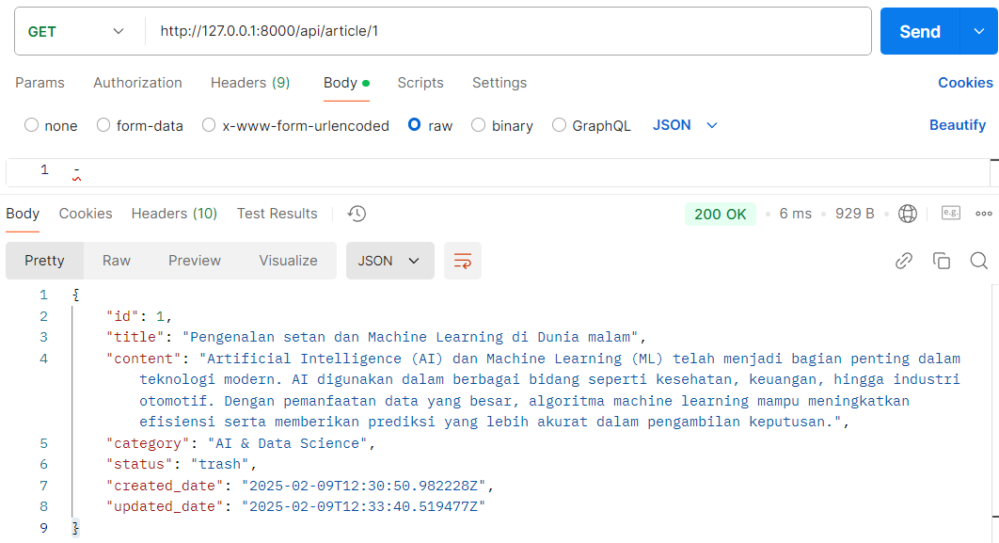 GET http://127.0.0.1:8000/api/article/1 Send
Params Authorization Headers (9) Body Scripts Settings Cookies
none form-data x-www-form-urlencoded raw binary GraphQL JSON Beautify
1 -
Body Cookies Headers (10) Test Results 200 OK 6 ms 929 B e.g.
Pretty Raw Preview Visualize JSON
1 {
2 "id": 1,
3 "title": "Pengenalan setan dan Machine Learning di Dunia malam",
4 "content": "Artificial Intelligence (AI) dan Machine Learning (ML) telah menjadi bagian penting dalam
teknologi modern. AI digunakan dalam berbagai bidang seperti kesehatan, keuangan, hingga industri
otomotif. Dengan pemanfaatan data yang besar, algoritma machine learning mampu meningkatkan
efisiensi serta memberikan prediksi yang lebih akurat dalam pengambilan keputusan.",
5 "category": "AI & Data Science",
6 "status": "trash",
7 "created_date": "2025-02-09T12:30:50.982228Z",
8 "updated_date": "2025-02-09T12:33:40.519477Z"
9 }